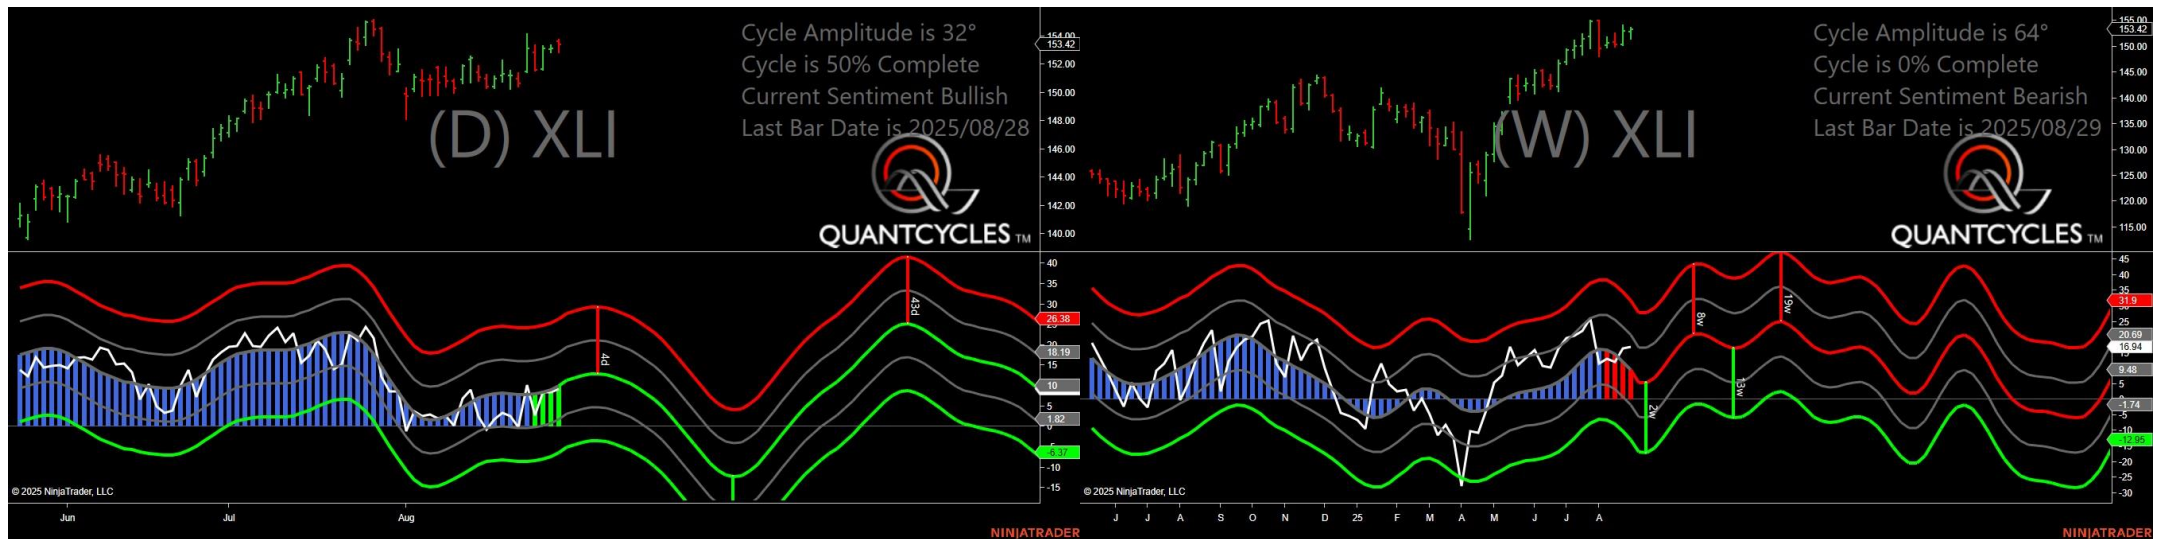 Cycle Amplitude is 32°
Cycle is 50% Complete
Current Sentiment Bullish
Last Bar Date is 2025/08/28
(D) XLI
QUANTCYCLES TM
154.00
153.42
152.00
150.00
148.00
146.00
144.00
142.00
140.00
40
35
30
26.38
25
20
18.19
15
10
5
1.82
0
-6.37
-10
-15
4d
43d
© 2025 NinjaTrader, LLC
Jun
Jul
Aug
NINJATRADER
Cycle Amplitude is 64°
Cycle is 0% Complete
Current Sentiment Bearish
Last Bar Date is 2025/08/29
(W) XLI
QUANTCYCLES TM
155.00
153.42
150.00
145.00
140.00
135.00
130.00
125.00
120.00
115.00
45
40
35
31.9
25
20.69
16.94
15
9.48
5
-1.74
-5
-10
-12.95
-20
-25
-30
8w
19w
2w
13w
© 2025 NinjaTrader, LLC
J
J
A
S
O
N
D
25
F
M
A
M
J
J
A
NINJATRADER